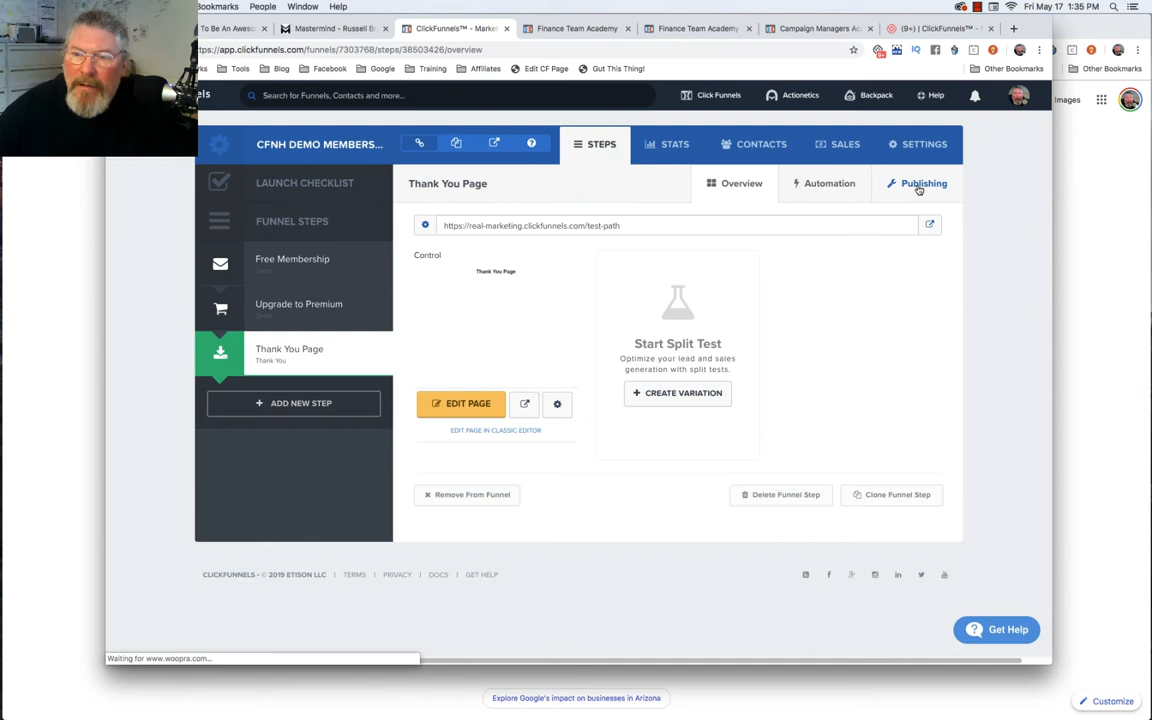 Bookmarks People Window Help
Fri May 17 1:35 PM
To Be An Aweso...
Mastermind - Russell Br
ClickFunnels™ - Marke
Finance Team Academy
Finance Team Academy
Campaign Managers Aca
(9+) | ClickFunnels™ -
ttps://app.clickfunnels.com/funnels/7303768/steps/38503426/overview
rks
Tools
Blog
Facebook
Google
Training
Affiliates
Edit CF Page
Gut This!ng!
Other Bookmarks
Other Bookmarks
els
Search for Funnels, Contacts and more...
Click Funnels
Actionetics
Backpack
Help
Images
CFNH DEMO MEMBERS...
STEPS
STATS
CONTACTS
SALES
SETTINGS
LAUNCH CHECKLIST
Thank You Page
Overview
Automation
Publishing
FUNNEL STEPS
https://real-marketing.clickfunnels.com/test-path
Free Membership
Order
Control
Thank You Page
Upgrade to Premium
Order
Start Split Test
Optimize your lead and sales
generation with split tests.
Thank You Page
Thank You
+ CREATE VARIATION
+ ADD NEW STEP
EDIT PAGE
EDIT PAGE IN CLASSIC EDITOR
Remove From Funnel
Delete Funnel Step
Clone Funnel Step
CLICKFUNNELS - © 2019 ETISON LLC | TERMS | PRIVACY | DOCS | GET HELP
Get Help
Waiting for www.woopra.com...
Explore Google's impact on businesses in Arizona
Customize